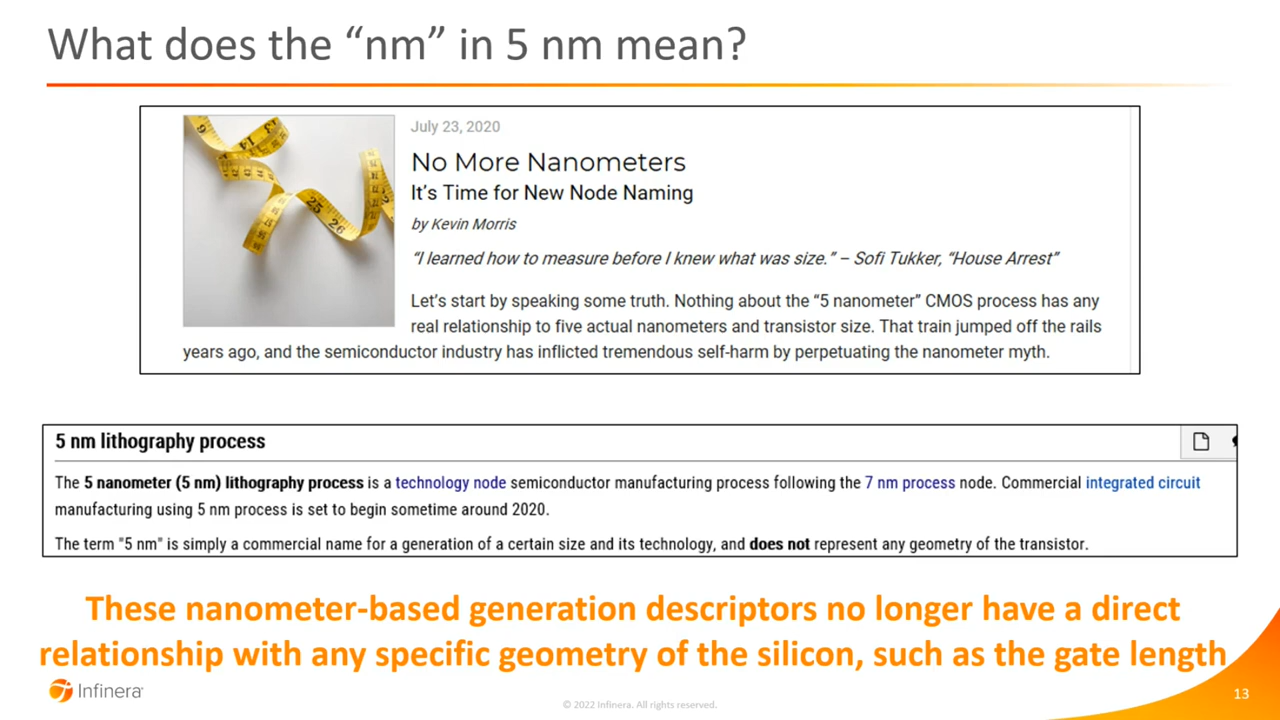 What does the “nm” in 5 nm mean?
July 23, 2020
No More Nanometers
It’s Time for New Node Naming
by Kevin Morris
“I learned how to measure before I knew what was size.” – Sofi Tukker, “House Arrest”
Let’s start by speaking some truth. Nothing about the “5 nanometer” CMOS process has any
real relationship to five actual nanometers and transistor size. That train jumped off the rails
years ago, and the semiconductor industry has inflicted tremendous self-harm by perpetuating the nanometer myth.
25
26
5 nm lithography process
The 5 nanometer (5 nm) lithography process is a technology node semiconductor manufacturing process following the 7 nm process node. Commercial integrated circuit
manufacturing using 5 nm process is set to begin sometime around 2020.
The term "5 nm" is simply a commercial name for a generation of a certain size and its technology, and does not represent any geometry of the transistor.
These nanometer-based generation descriptors no longer have a direct
relationship with any specific geometry of the silicon, such as the gate length
Infinera
© 2022 Infinera. All rights reserved.
13